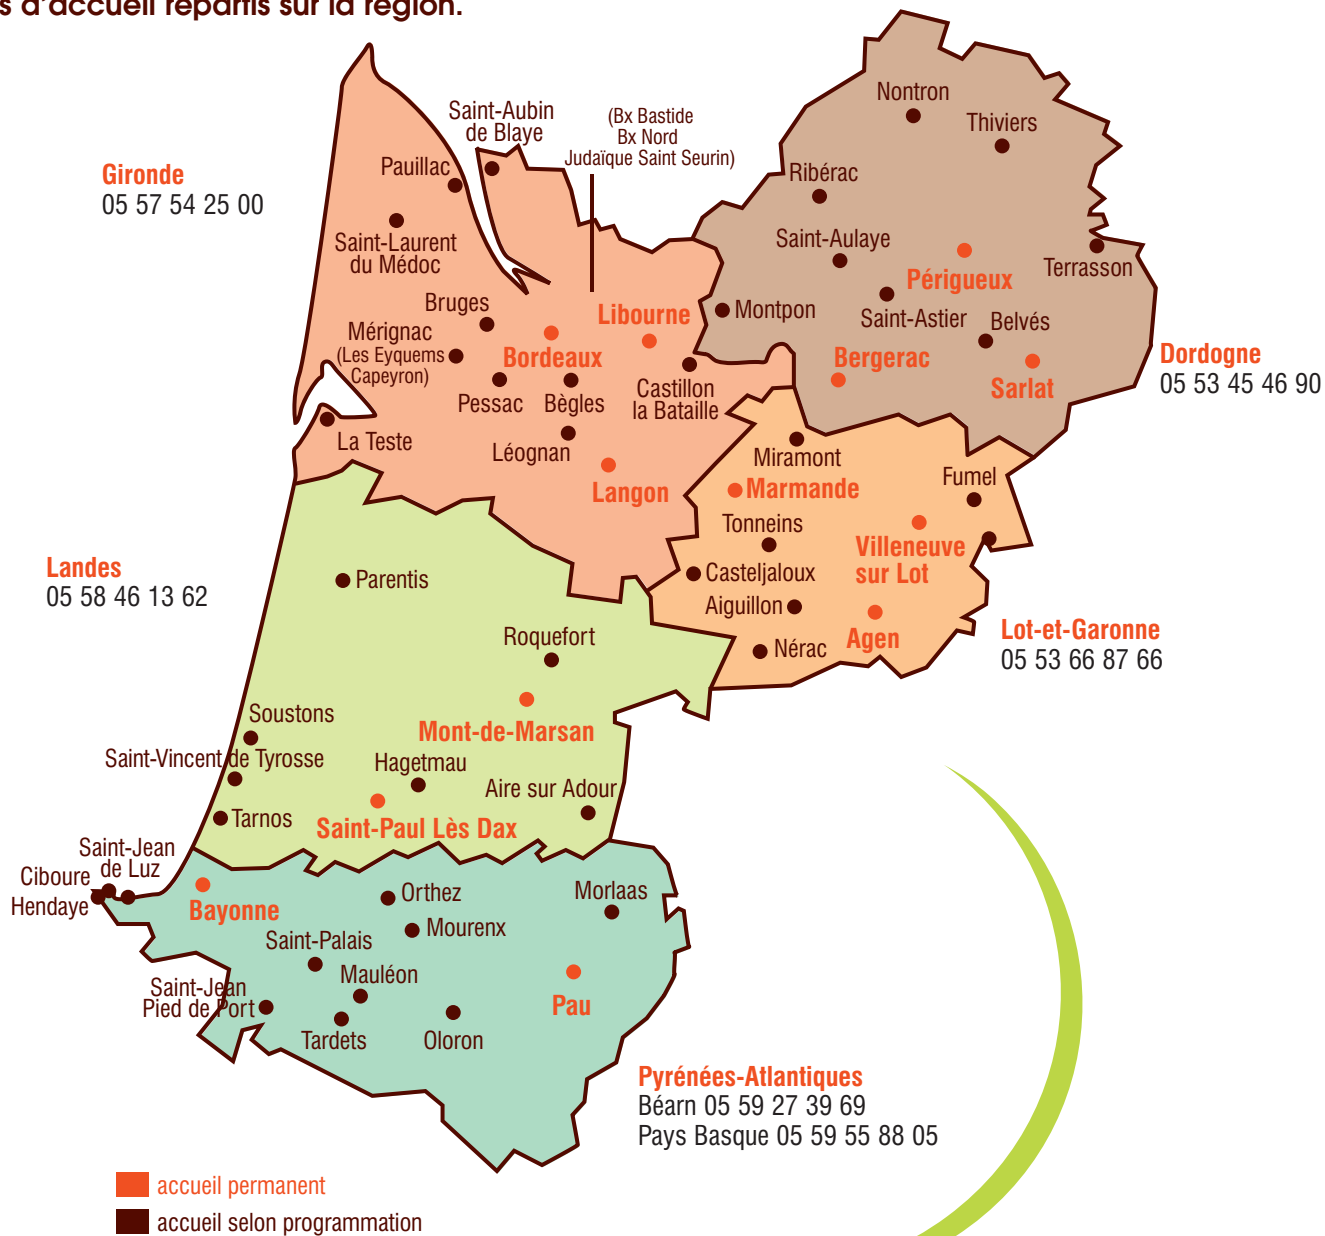 s d'accueil répartis sur la région.
Gironde
05 57 54 25 00
Saint-Aubin
de Blaye
(Bx Bastide
Bx Nord
Judaïque Saint Seurin)
Pauillac
Saint-Laurent
du Médoc
Bruges
Mérignac
(Les Eyquems
Capeyron)
Bordeaux
Libourne
Pessac
Bègles
Castillon
la Bataille
La Teste
Léognan
Langon
Nontron
Thiviers
Ribérac
Saint-Aulaye
Périgueux
Terrasson
Montpon
Saint-Astier
Belvés
Bergerac
Sarlat
Dordogne
05 53 45 46 90
Miramont
Marmande
Fumel
Tonneins
Villeneuve
sur Lot
Casteljaloux
Aiguillon
Agen
Nérac
Lot-et-Garonne
05 53 66 87 66
Landes
05 58 46 13 62
Parentis
Roquefort
Mont-de-Marsan
Soustons
Saint-Vincent de Tyrosse
Hagetmau
Aire sur Adour
Tarnos
Saint-Paul Lès Dax
Saint-Jean
de Luz
Ciboure
Hendaye
Bayonne
Orthez
Morlaas
Mourenx
Saint-Palais
Mauléon
Saint-Jean
Pied de Port
Pau
Tardets
Oloron
Pyrénées-Atlantiques
Béarn 05 59 27 39 69
Pays Basque 05 59 55 88 05
accueil permanent
accueil selon programmation